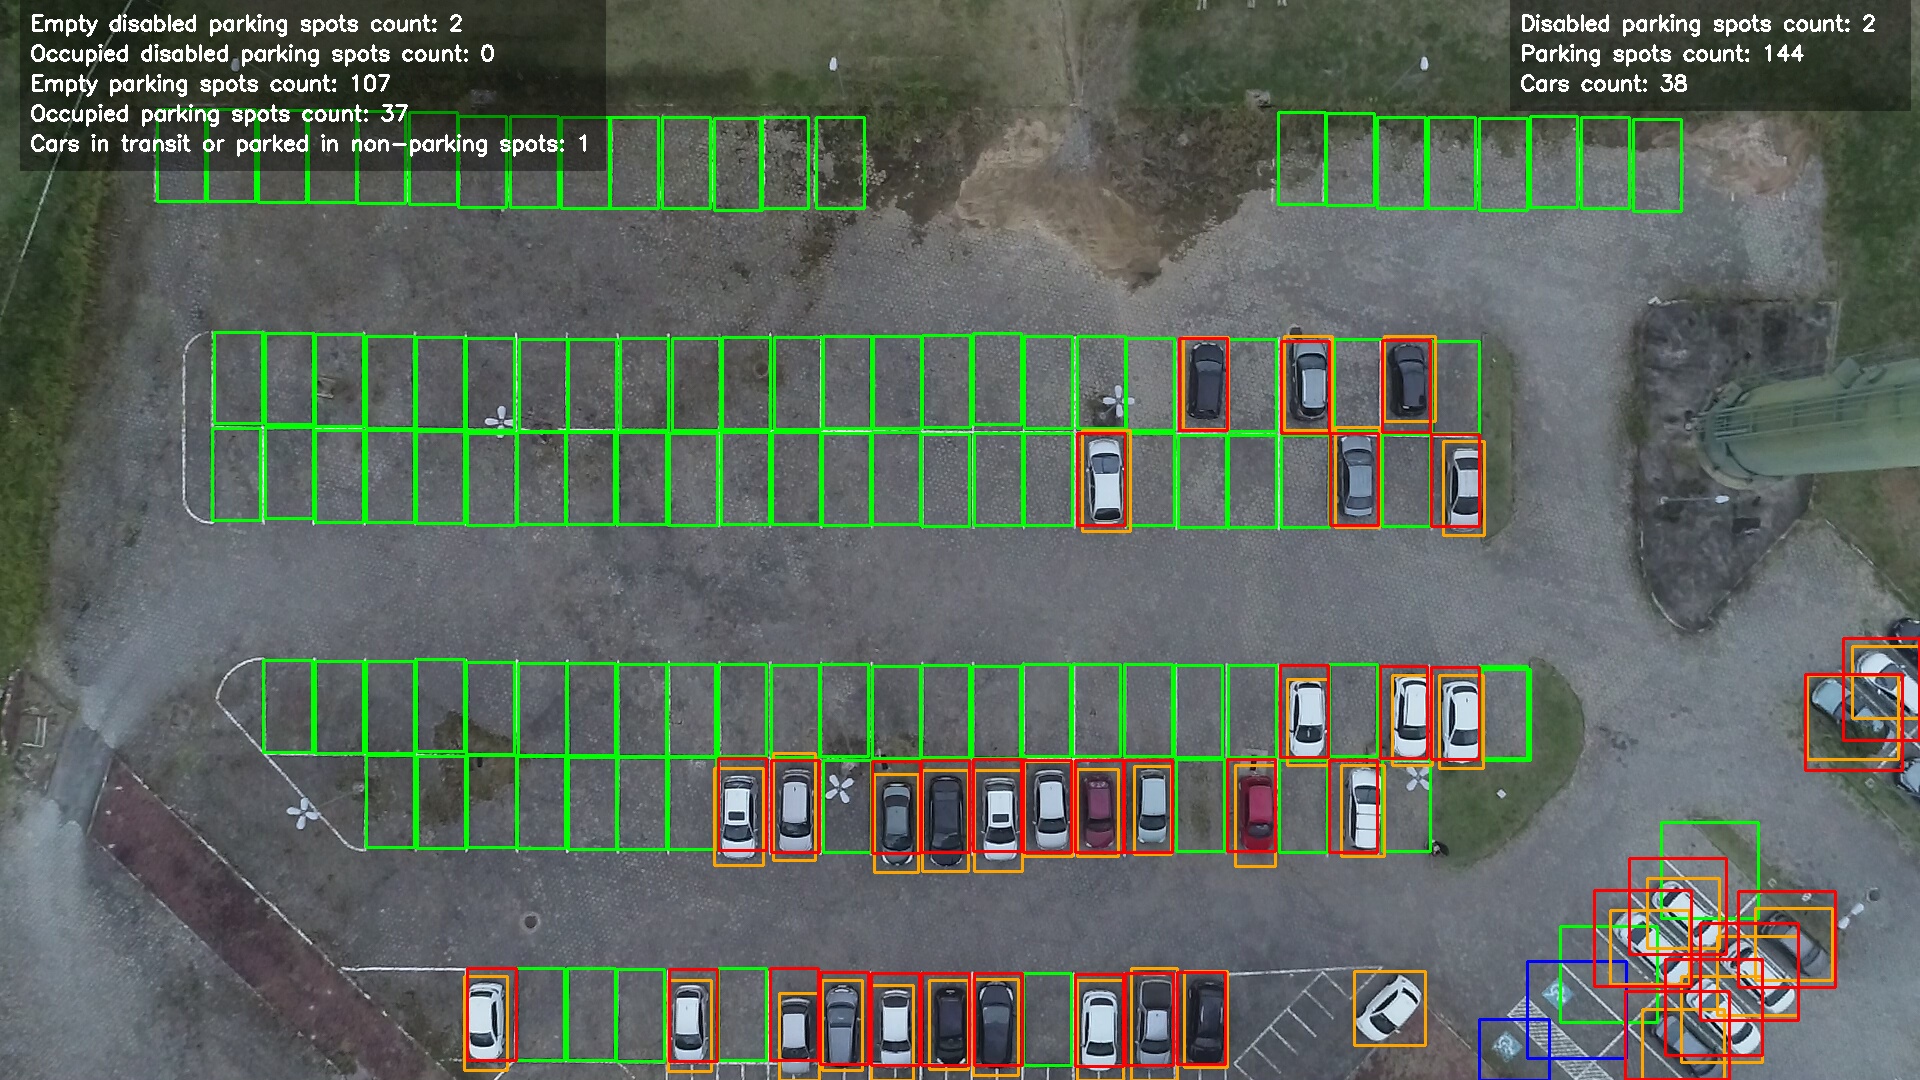 Empty disabled parking spots count: 2
Occupied disabled parking spots count: 0
Empty parking spots count: 107
Occupied parking spots count: 37
Cars in transit or parked in non-parking spots: 1
Disabled parking spots count: 2
Parking spots count: 144
Cars count: 38